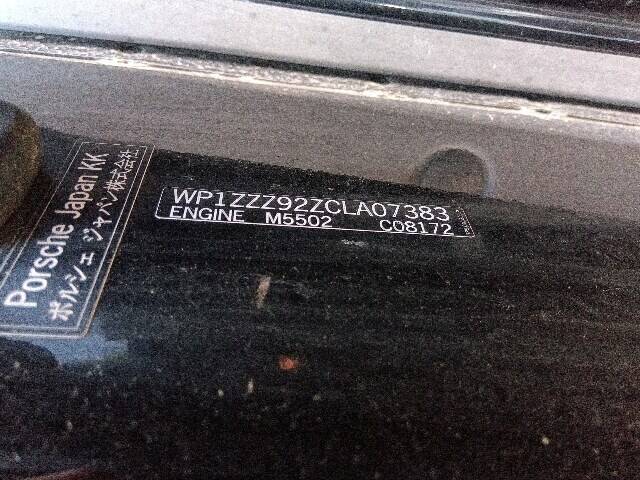 Porsche Japan KK
ポルシェ ジャパン株式会社
WP1ZZZ92ZCLA07383
ENGINE M5502 C08172